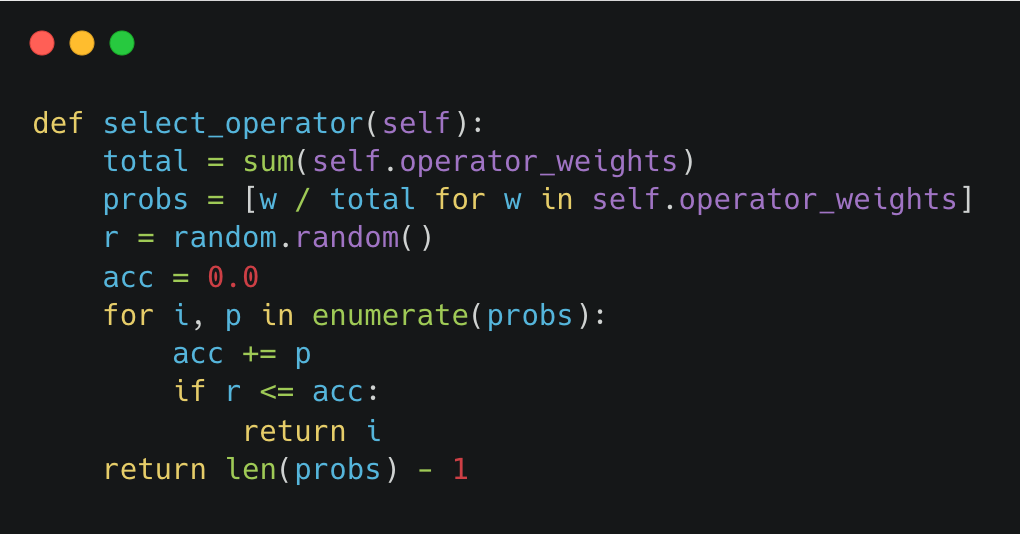 def select_operator(self):
    total = sum(self.operator_weights)
    probs = [w / total for w in self.operator_weights]
    r = random.random()
    acc = 0.0
    for i, p in enumerate(probs):
        acc += p
        if r <= acc:
            return i
    return len(probs) - 1